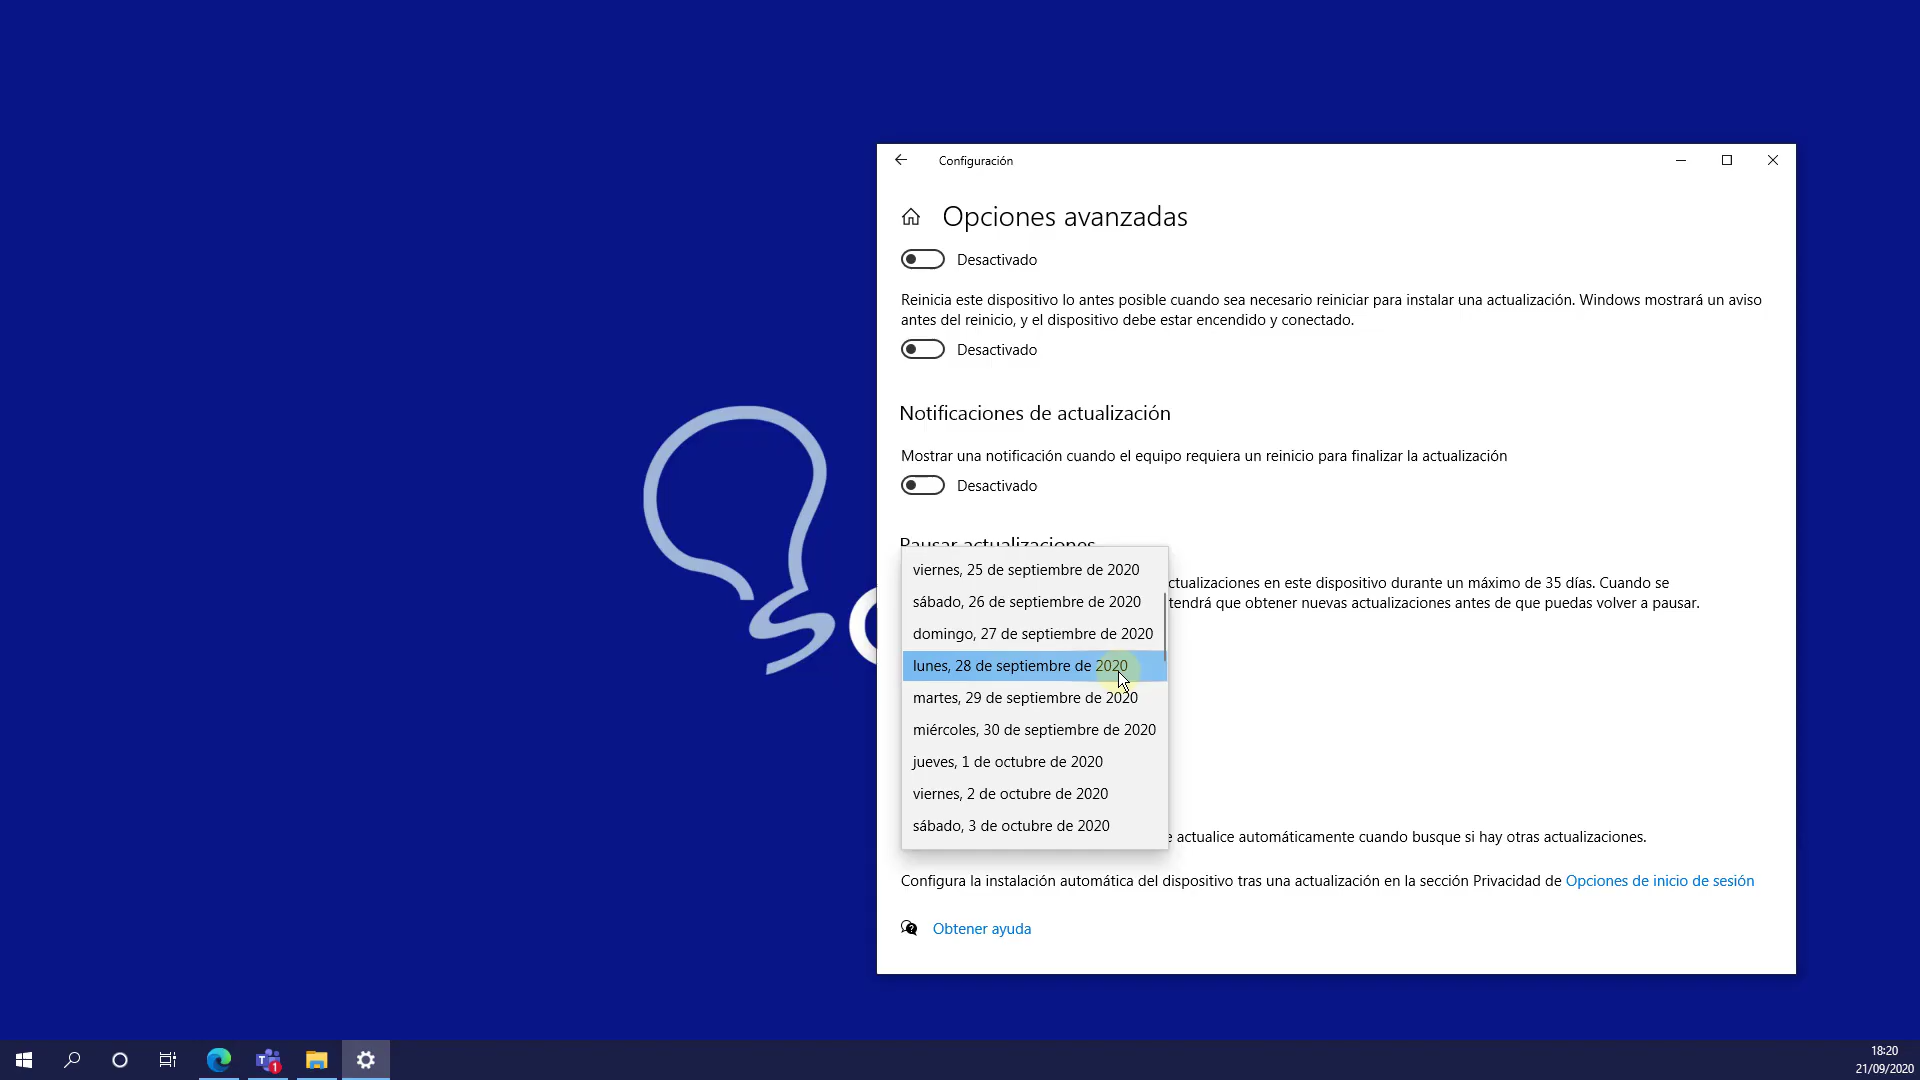 Configuración
Opciones avanzadas
Desactivado
Reinicia este dispositivo lo antes posible cuando sea necesario reiniciar para instalar una actualización. Windows mostrará un aviso
antes del reinicio, y el dispositivo debe estar encendido y conectado.
Desactivado
Notificaciones de actualización
Mostrar una notificación cuando el equipo requiera un reinicio para finalizar la actualización
Desactivado
Pausar actualizaciones
viernes, 25 de septiembre de 2020
ctualizaciones en este dispositivo durante un máximo de 35 días. Cuando se
sábado, 26 de septiembre de 2020
tendrá que obtener nuevas actualizaciones antes de que puedas volver a pausar.
domingo, 27 de septiembre de 2020
lunes, 28 de septiembre de 2020
martes, 29 de septiembre de 2020
miércoles, 30 de septiembre de 2020
jueves, 1 de octubre de 2020
viernes, 2 de octubre de 2020
sábado, 3 de octubre de 2020
actualice automáticamente cuando busque si hay otras actualizaciones.
Configura la instalación automática del dispositivo tras una actualización en la sección Privacidad de Opciones de inicio de sesión
Obtener ayuda
18:20
21/09/2020